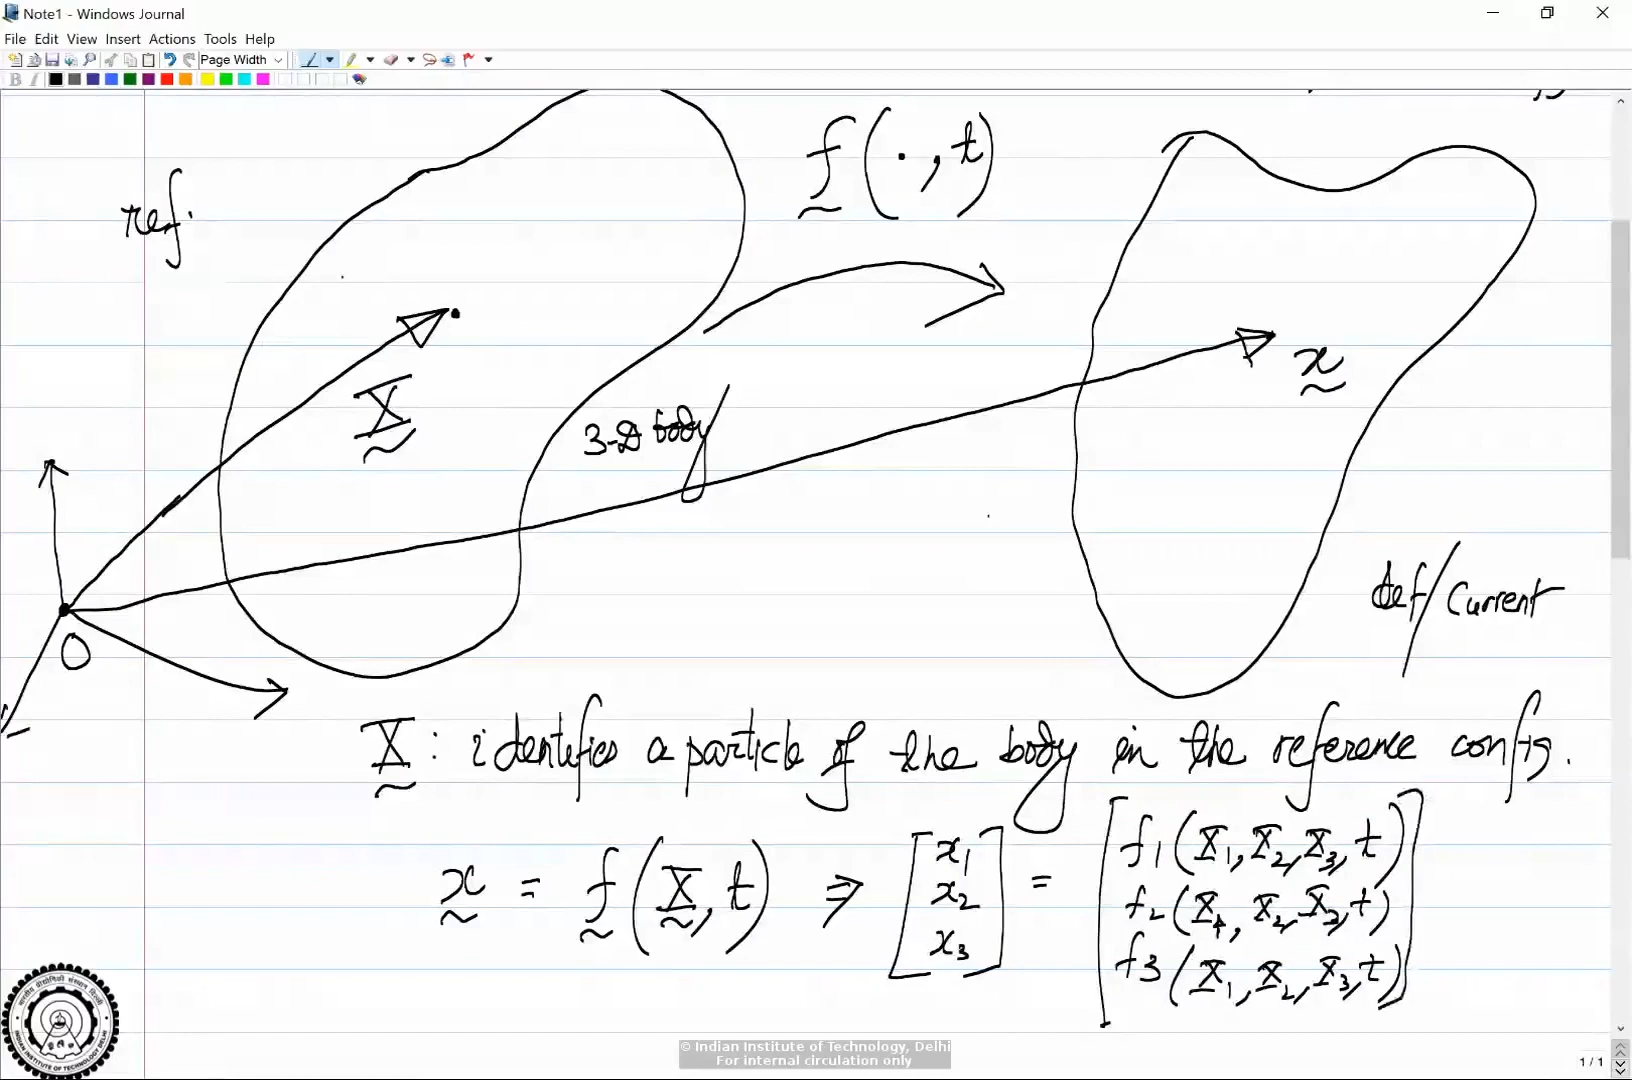 Note1 - Windows Journal
File Edit View Insert Actions Tools Help
Page Width
B I
ref.
f(·, t)
X
3-D body
x
O
def/current
X : identifies a particle of the body in the reference config.
x = f(X, t) ⇒ [x1 x2 x3] = [f1(X1, X2, X3, t)
f2(X1, X2, X3, t)
f3(X1, X2, X3, t)]
© Indian Institute of Technology, Delhi
For internal circulation only
1 / 1